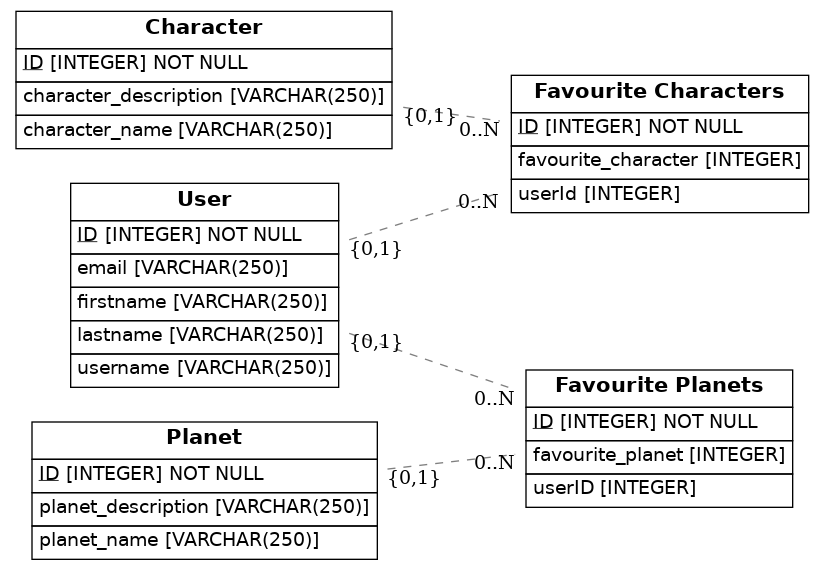 Character
ID [INTEGER] NOT NULL
character_description [VARCHAR(250)]
character_name [VARCHAR(250)]
{0,1}
0..N
Favourite Characters
ID [INTEGER] NOT NULL
favourite_character [INTEGER]
userId [INTEGER]
User
ID [INTEGER] NOT NULL
email [VARCHAR(250)]
firstname [VARCHAR(250)]
lastname [VARCHAR(250)]
username [VARCHAR(250)]
0..N
{0,1}
{0,1}
0..N
Favourite Planets
ID [INTEGER] NOT NULL
favourite_planet [INTEGER]
userID [INTEGER]
Planet
ID [INTEGER] NOT NULL
planet_description [VARCHAR(250)]
planet_name [VARCHAR(250)]
0..N
{0,1}